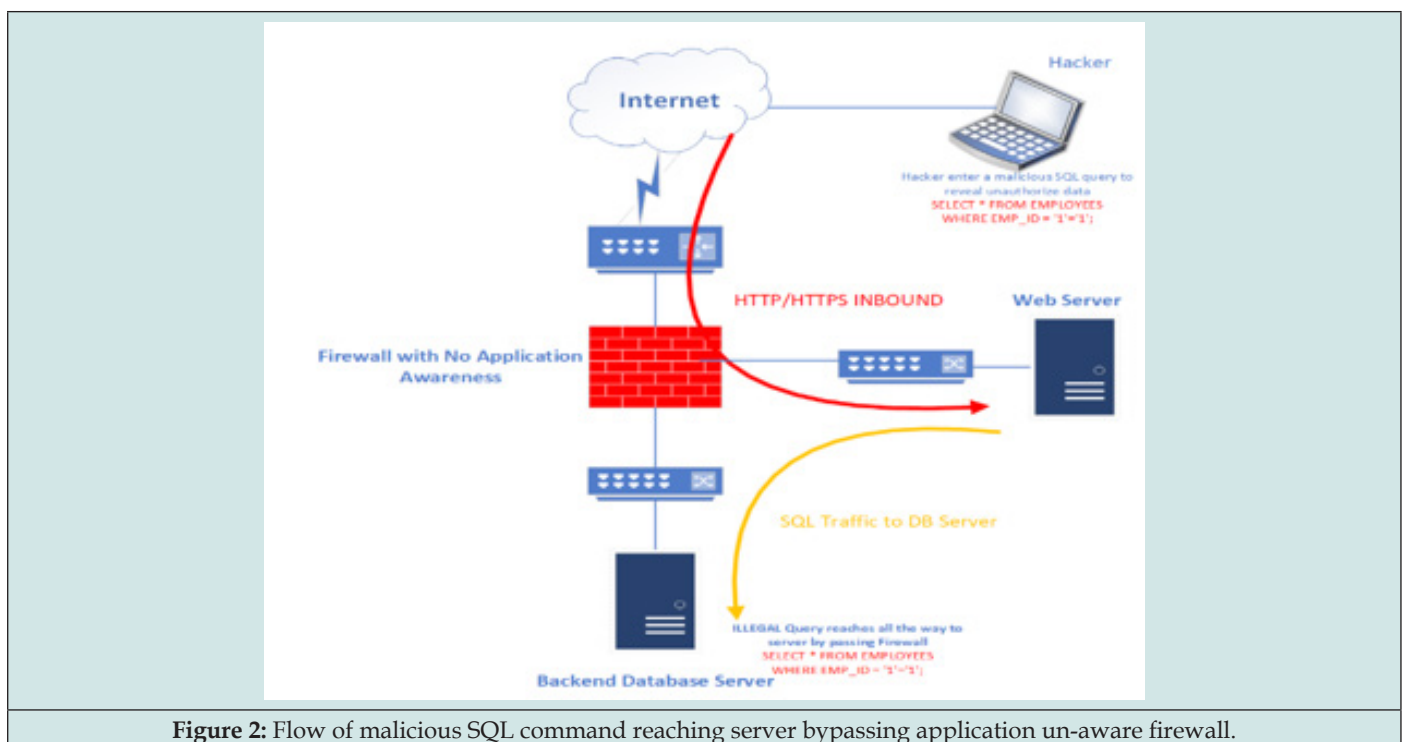 Hacker
Internet
Hacker enter a malicious SQL query to
reveal unauthorize data
SELECT * FROM EMPLOYEES
WHERE EMP_ID = '1'='1';
HTTP/HTTPS INBOUND
Web Server
Firewall with No Application
Awareness
SQL Traffic to DB Server
ILLEGAL Query reaches all the way to
server by passing Firewall
SELECT * FROM EMPLOYEES
WHERE EMP_ID = '1'='1';
Backend Database Server
Figure 2: Flow of malicious SQL command reaching server bypassing application un-aware firewall.